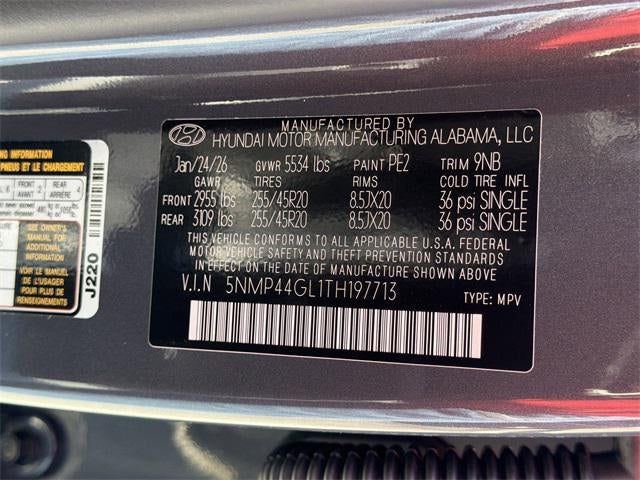 MANUFACTURED BY
HYUNDAI MOTOR MANUFACTURING ALABAMA, LLC
Jan/24/26 GVWR 5534 lbs PAINT PE2 TRIM 9NB
GAWR TIRES RIMS COLD TIRE INFL
FRONT 2955 lbs 255/45R20 8.5JX20 36 psi SINGLE
REAR 3109 lbs 255/45R20 8.5JX20 36 psi SINGLE
THIS VEHICLE CONFORMS TO ALL APPLICABLE U.S.A. FEDERAL
MOTOR VEHICLE SAFETY AND THEFT PREVENTION STANDARDS
IN EFFECT ON THE DATE OF MANUFACTURE SHOWN ABOVE.
V.I.N 5NMP44GL1TH197713
TYPE: MPV
INFORMATION
PNEUS ET LE CHARGEMENT
FRONT AVANT 2 REAR ARRIÈRE
SEE OWNER'S
MANUAL FOR
ADDITIONAL
INFORMATION
VOIR MANUEL
DE L'USAGER
POUR PLUS DE
RENSEIGNEMENTS
J220